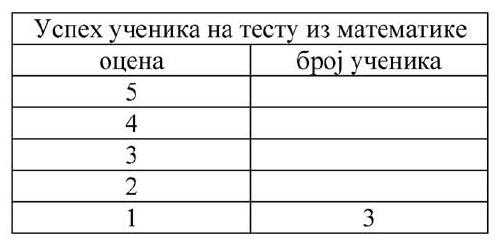 Успех ученика на тесту из математике
оцена број ученика
5
4
3
2
1 3